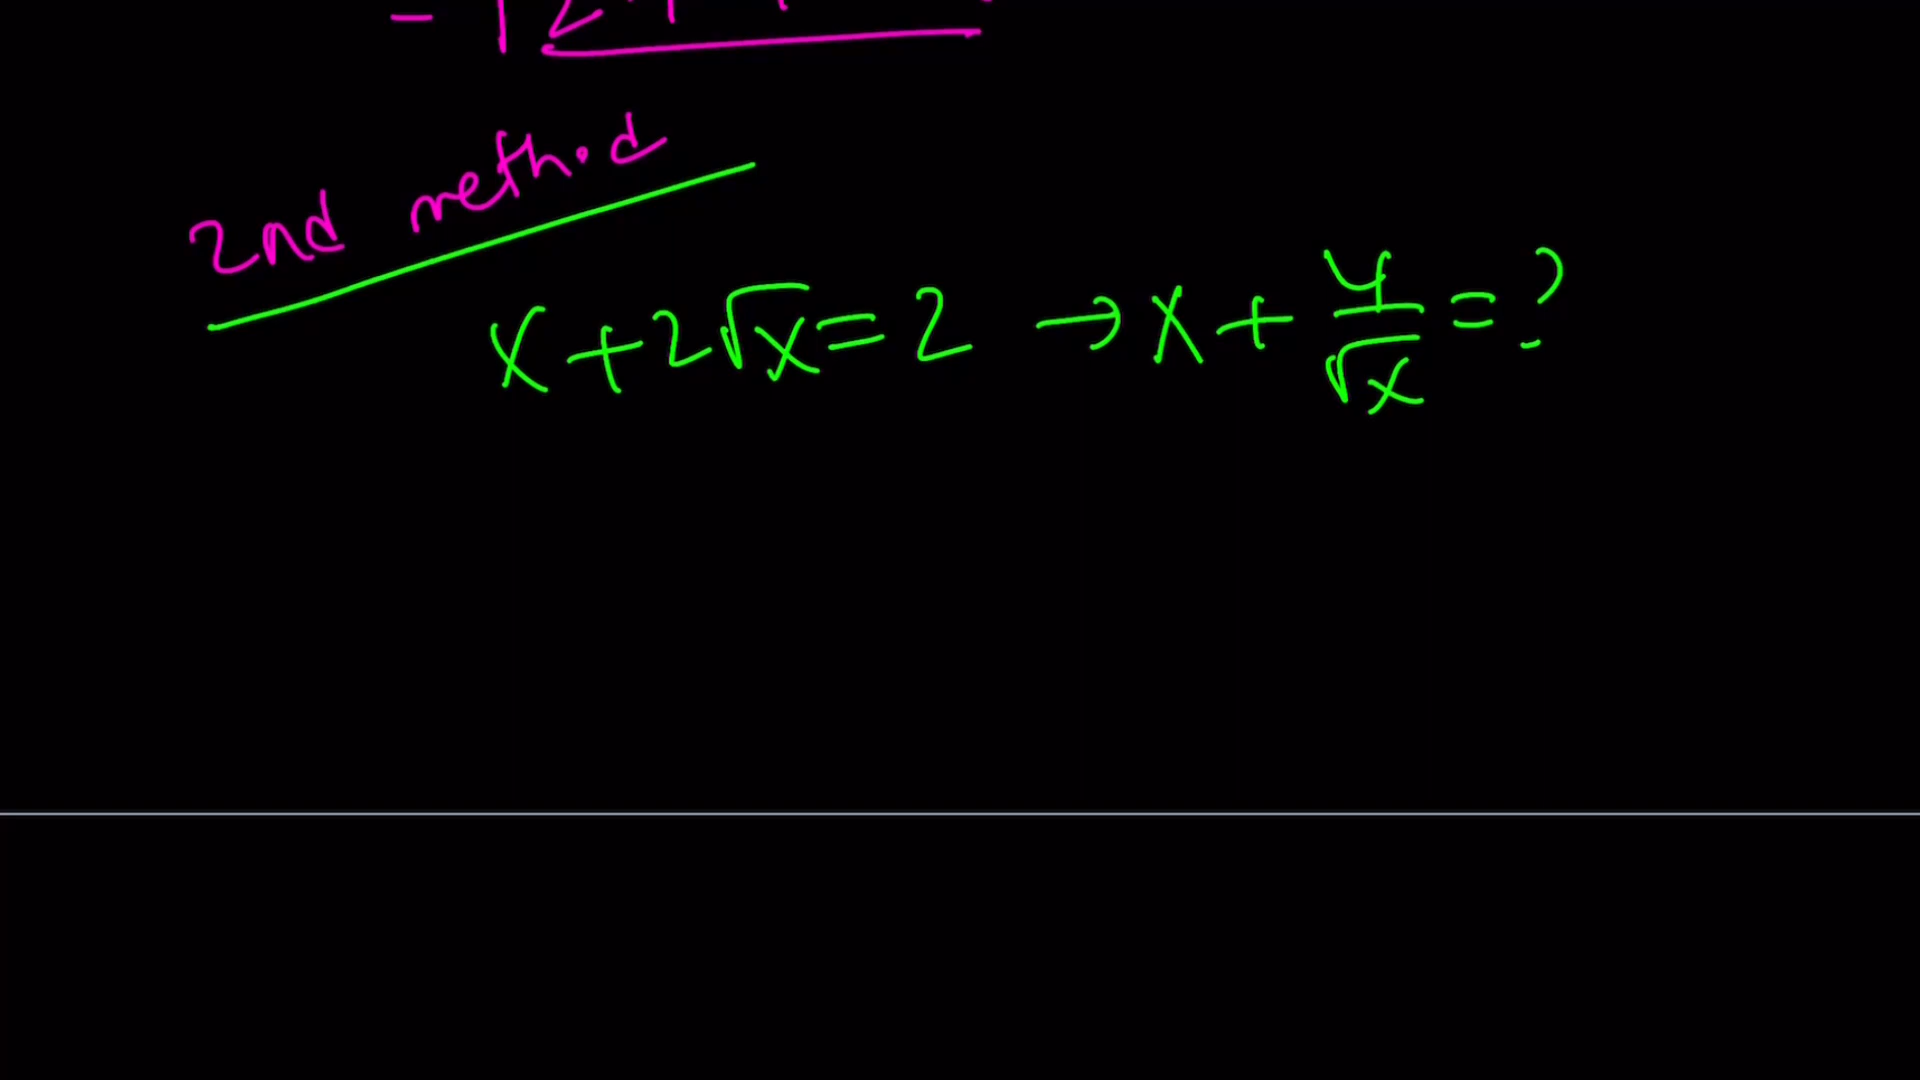 2nd method
x + 2√x = 2 → x + 4/√x = ?